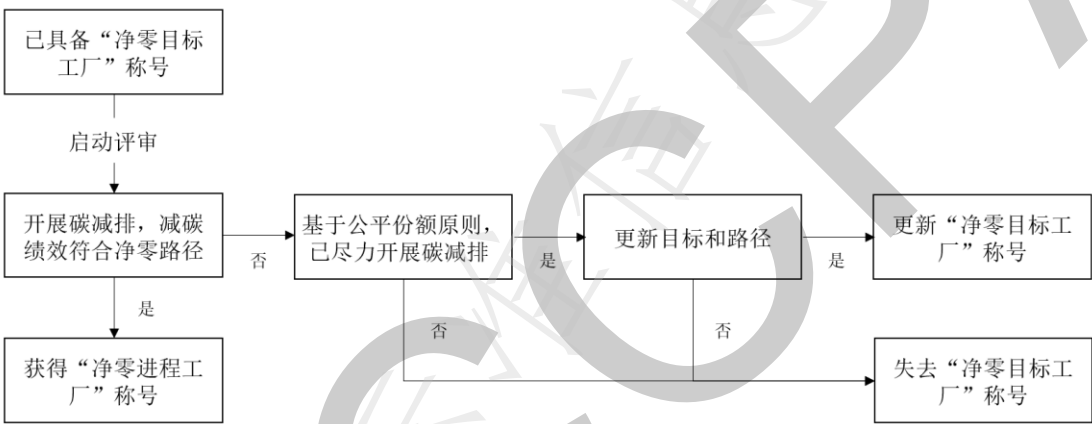 已具备“净零目标
工厂”称号
启动评审
开展碳减排，减碳
绩效符合净零路径
否
基于公平份额原则，
已尽力开展碳减排
是
更新目标和路径
是
更新“净零目标工
厂”称号
是
否
否
获得“净零进程工
厂”称号
失去“净零目标工
厂”称号